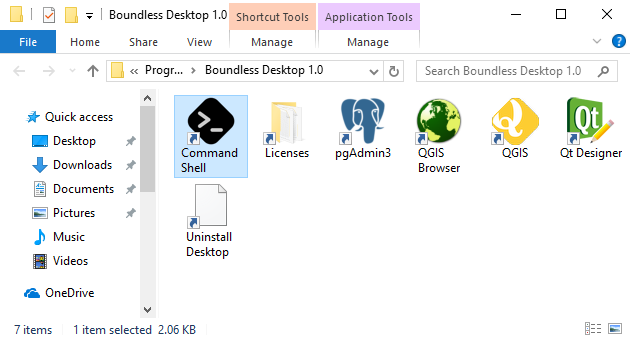 Boundless Desktop 1.0
Shortcut Tools
Application Tools
File
Home
Share
View
Manage
Manage
Progr...
Boundless Desktop 1.0
Search Boundless Desktop 1.0
Quick access
Desktop
Downloads
Documents
Pictures
Music
Videos
OneDrive
Command
Shell
Licenses
pgAdmin3
QGIS
Browser
QGIS
Qt Designer
Qt
Uninstall
Desktop
7 items
1 item selected 2.06 KB